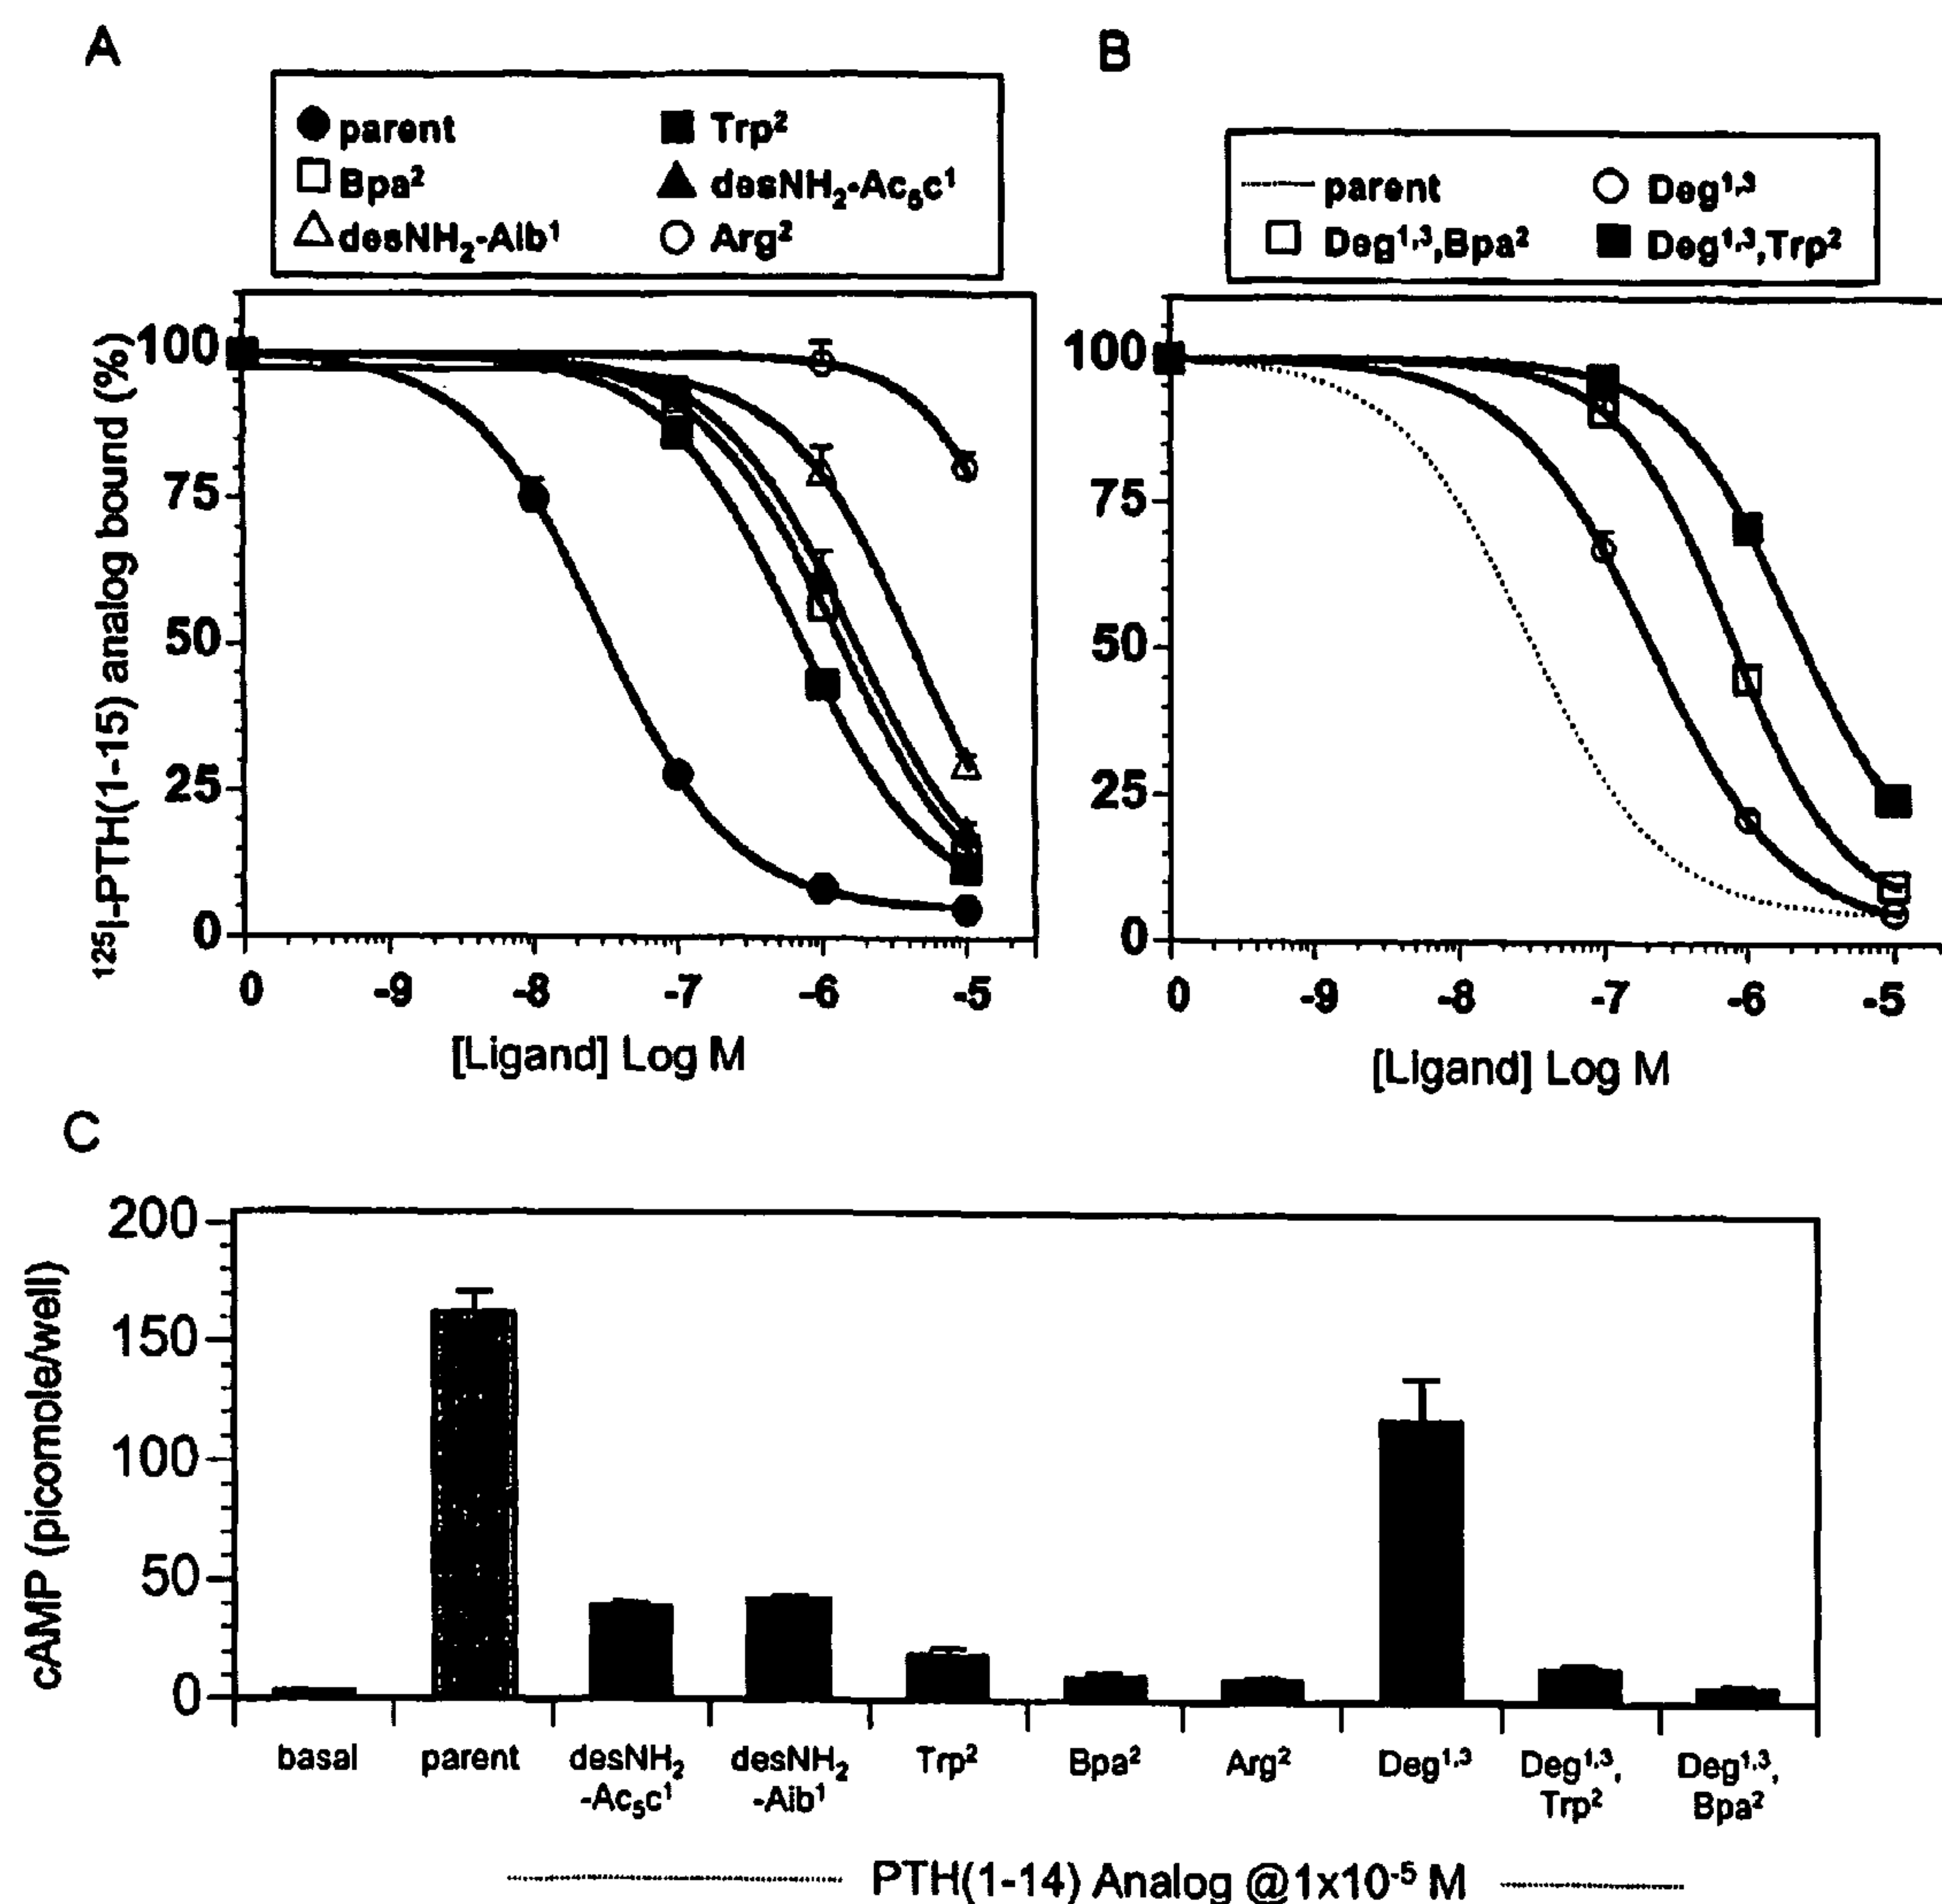 A
parent
Trp²
Bpa²
desNH₂-Ac₅c¹
desNH₂-Aib¹
Arg²
¹²⁵I-PTH(1-15) analog bound (%)
100
75
50
25
0
0 -9 -8 -7 -6 -5
[Ligand] Log M
B
parent
Deg¹,³
Deg¹,³,Bpa²
Deg¹,³,Trp²
100
75
50
25
0
0 -9 -8 -7 -6 -5
[Ligand] Log M
C
cAMP (picomole/well)
200
150
100
50
0
basal
parent
desNH₂
-Ac₅c¹
desNH₂
-Aib¹
Trp²
Bpa²
Arg²
Deg¹,³
Deg¹,³,
Trp²
Deg¹,³,
Bpa²
PTH(1-14) Analog @1x10⁻⁵ M